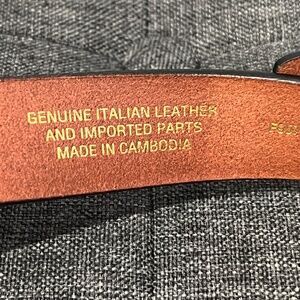 GENUINE ITALIAN LEATHER
AND IMPORTED PARTS
MADE IN CAMBODIA